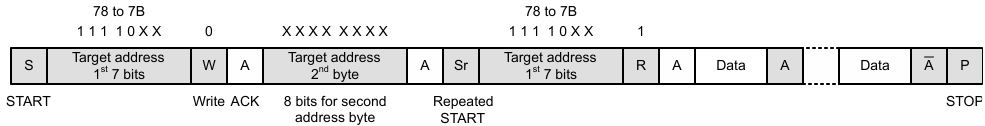 78 to 7B 78 to 7B
1 1 1 1 0 X X 0 X X X X X X X X 1 1 1 1 0 X X 1
S Target address 1st 7 bits W A Target address 2nd byte A Sr Target address 1st 7 bits R A Data A Data A̅ P
START Write ACK 8 bits for second address byte Repeated START STOP